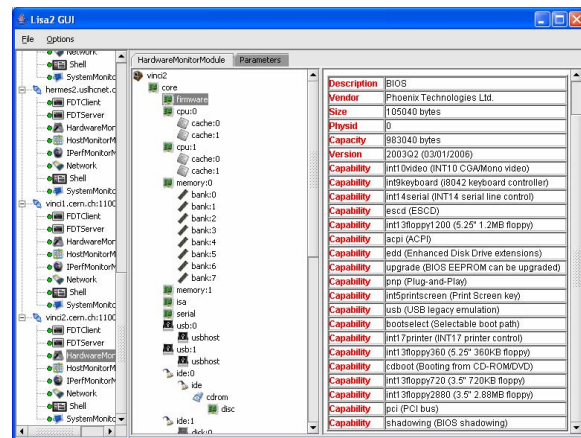 Lisa2 GUI
File Options
Network
Shell
SystemMonitc
hermes2.uslhcnet.c
FDTClient
FDTServer
HardwareMor
HostMonitorM
IPerfMonitorM
Network
Shell
SystemMonitc
vinci1.cern.ch:1100
FDTClient
FDTServer
HardwareMor
HostMonitorM
IPerfMonitorM
Network
Shell
SystemMonitc
vinci2.cern.ch:1100
FDTClient
FDTServer
HardwareMor
HostMonitorM
IPerfMonitorM
Network
Shell
SystemMonitc
HardwareMonitorModule Parameters
vinci2
core
firmware
cpu:0
cache:0
cache:1
cpu:1
cache:0
cache:1
memory:0
bank:0
bank:1
bank:2
bank:3
bank:4
bank:5
bank:6
bank:7
memory:1
isa
serial
usb:0
usbhost
usb:1
usbhost
ide:0
ide
cdrom
disc
ide:1
disk:0
Description BIOS
Vendor Phoenix Technologies Ltd.
Size 105040 bytes
Physid 0
Capacity 983040 bytes
Version 2003Q2 (03/01/2006)
Capability int10video (INT10 CGA/Mono video)
Capability int9keyboard (i8042 keyboard controller)
Capability int14serial (INT14 serial line control)
Capability escd (ESCD)
Capability int13floppy1200 (5.25" 1.2MB floppy)
Capability acpi (ACPI)
Capability edd (Enhanced Disk Drive extensions)
Capability upgrade (BIOS EEPROM can be upgraded)
Capability pnp (Plug-and-Play)
Capability int5printscreen (Print Screen key)
Capability usb (USB legacy emulation)
Capability bootselect (Selectable boot path)
Capability int17printer (INT17 printer control)
Capability int13floppy360 (5.25" 360KB floppy)
Capability cdboot (Booting from CD-ROM/DVD)
Capability int13floppy720 (3.5" 720KB floppy)
Capability int13floppy2880 (3.5" 2.88MB floppy)
Capability pci (PCI bus)
Capability shadowing (BIOS shadowing)